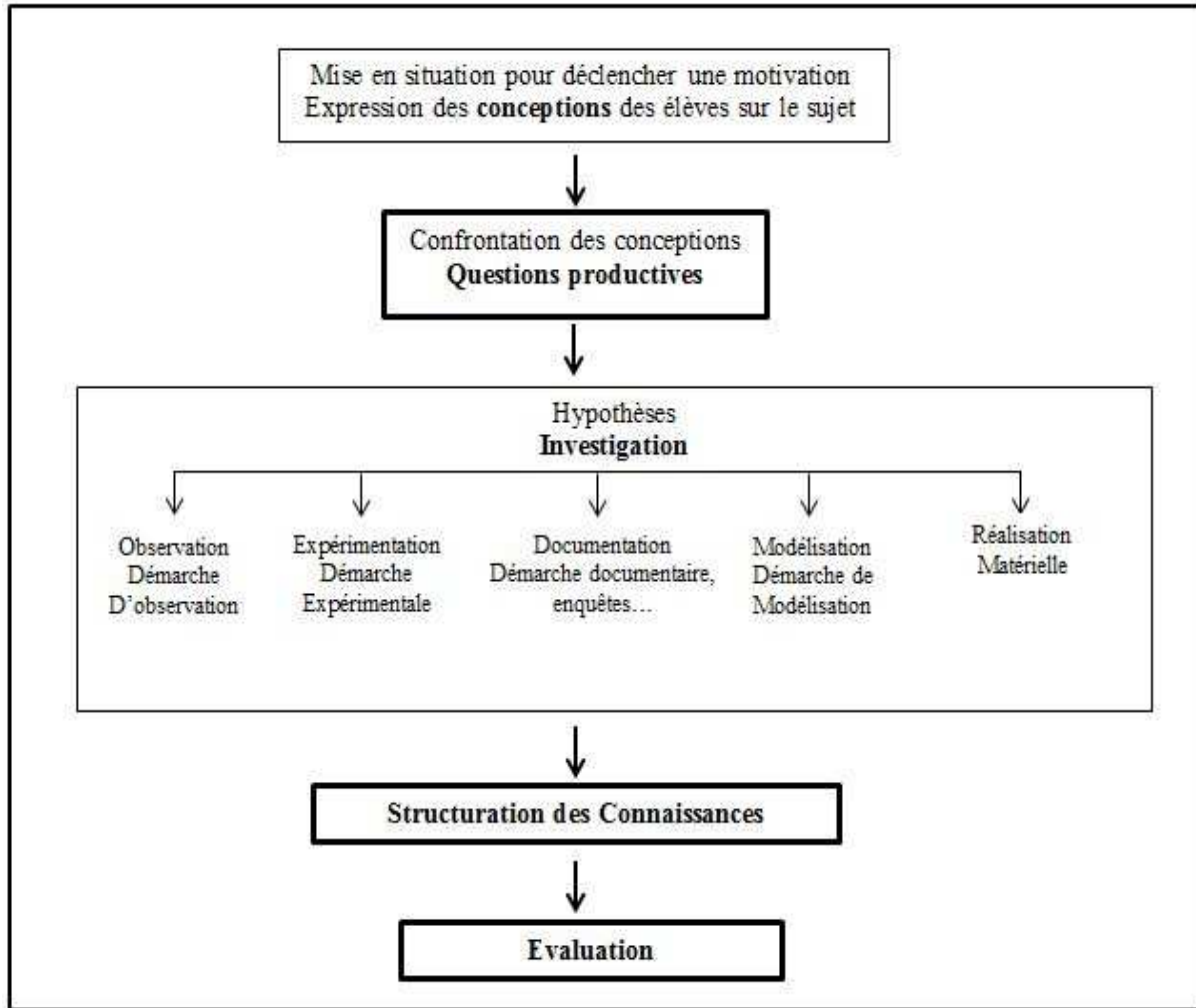 Mise en situation pour déclencher une motivation
Expression des conceptions des élèves sur le sujet
Confrontation des conceptions
Questions productives
Hypothèses
Investigation
Observation
Démarche
D'observation
Expérimentation
Démarche
Expérimentale
Documentation
Démarche documentaire,
enquêtes…
Modélisation
Démarche de
Modélisation
Réalisation
Matérielle
Structuration des Connaissances
Evaluation